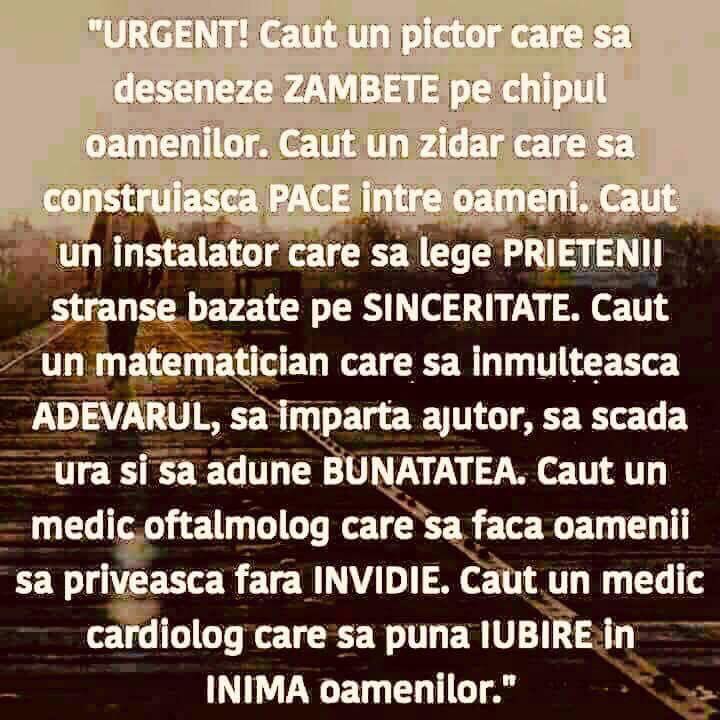 "URGENT! Caut un pictor care sa
deseneze ZAMBETE pe chipul
oamenilor. Caut un zidar care sa
construiasca PACE intre oameni. Caut
un instalator care sa lege PRIETENII
stranse bazate pe SINCERITATE. Caut
un matematician care sa inmulteasca
ADEVARUL, sa imparta ajutor, sa scada
ura si sa adune BUNATATEA. Caut un
medic oftalmolog care sa faca oamenii
sa priveasca fara INVIDIE. Caut un medic
cardiolog care sa puna IUBIRE in
INIMA oamenilor."